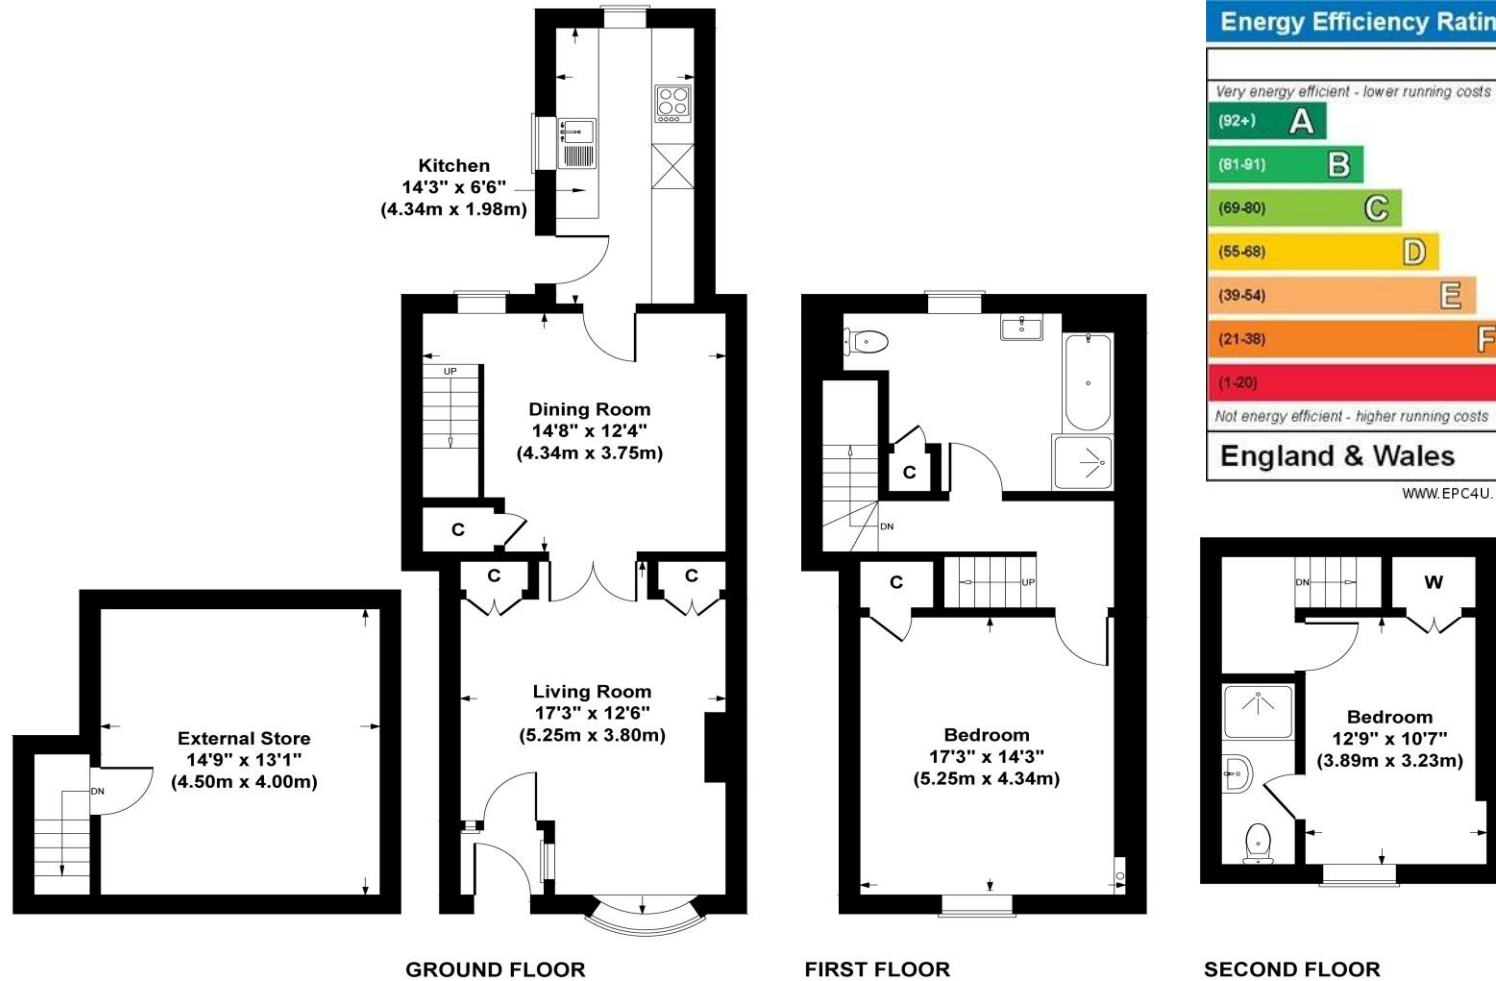 Kitchen
14'3" x 6'6"
(4.34m x 1.98m)
UP
Dining Room
14'8" x 12'4"
(4.34m x 3.75m)
C
C
C
Living Room
17'3" x 12'6"
(5.25m x 3.80m)
External Store
14'9" x 13'1"
(4.50m x 4.00m)
DN
GROUND FLOOR
C
DN
C
UP
Bedroom
17'3" x 14'3"
(5.25m x 4.34m)
FIRST FLOOR
Energy Efficiency Ratin
Very energy efficient - lower running costs
(92+) A
(81-91) B
(69-80) C
(55-68) D
(39-54) E
(21-38) F
(1-20)
Not energy efficient - higher running costs
England & Wales
WWW.EPC4U.
DN
W
Bedroom
12'9" x 10'7"
(3.89m x 3.23m)
SECOND FLOOR